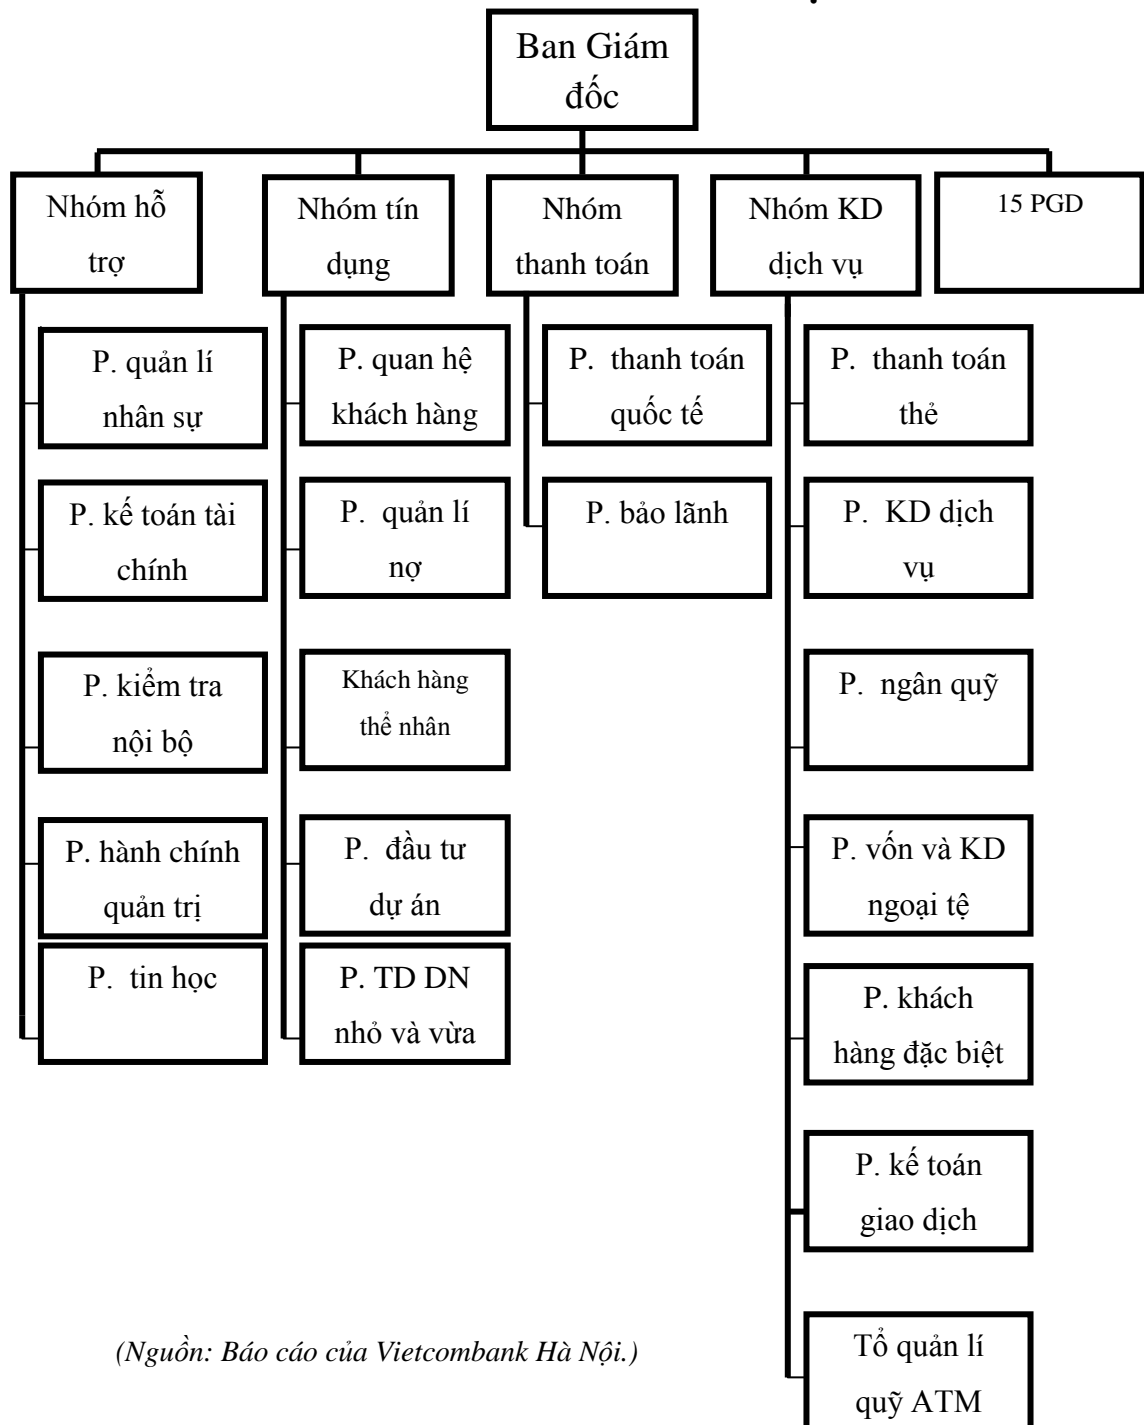 Ban Giám
đốc
Nhóm hỗ
trợ
Nhóm tín
dụng
Nhóm
thanh toán
Nhóm KD
dịch vụ
15 PGD
P. quản lí
nhân sự
P. kế toán tài
chính
P. kiểm tra
nội bộ
P. hành chính
quản trị
P. tin học
P. quan hệ
khách hàng
P. quản lí
nợ
Khách hàng
thể nhân
P. đầu tư
dự án
P. TD DN
nhỏ và vừa
P. thanh toán
quốc tế
P. bảo lãnh
P. thanh toán
thẻ
P. KD dịch
vụ
P. ngân quỹ
P. vốn và KD
ngoại tệ
P. khách
hàng đặc biệt
P. kế toán
giao dịch
Tổ quản lí
quỹ ATM
(Nguồn: Báo cáo của Vietcombank Hà Nội.)